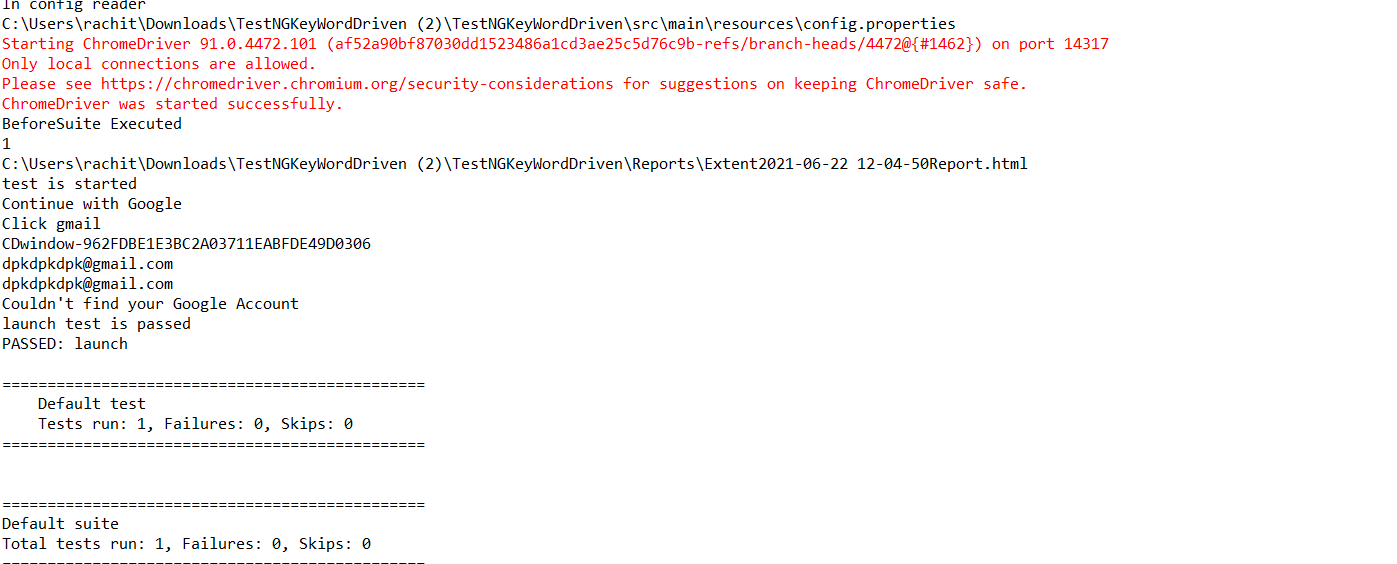 In config reader
C:\Users\rachit\Downloads\TestNGKeyWordDriven (2)\TestNGKeyWordDriven\src\main\resources\config.properties
Starting ChromeDriver 91.0.4472.101 (af52a90bf87030dd1523486a1cd3ae25c5d76c9b-refs/branch-heads/4472@{#1462}) on port 14317
Only local connections are allowed.
Please see https://chromedriver.chromium.org/security-considerations for suggestions on keeping ChromeDriver safe.
ChromeDriver was started successfully.
BeforeSuite Executed
1
C:\Users\rachit\Downloads\TestNGKeyWordDriven (2)\TestNGKeyWordDriven\Reports\Extent2021-06-22 12-04-50Report.html
test is started
Continue with Google
Click gmail
CDwindow-962FDBE1E3BC2A03711EABFDE49D0306
dpkdpkdpk@gmail.com
dpkdpkdpk@gmail.com
Couldn't find your Google Account
launch test is passed
PASSED: launch
===============================================
Default test
Tests run: 1, Failures: 0, Skips: 0
===============================================
===============================================
Default suite
Total tests run: 1, Failures: 0, Skips: 0
===============================================